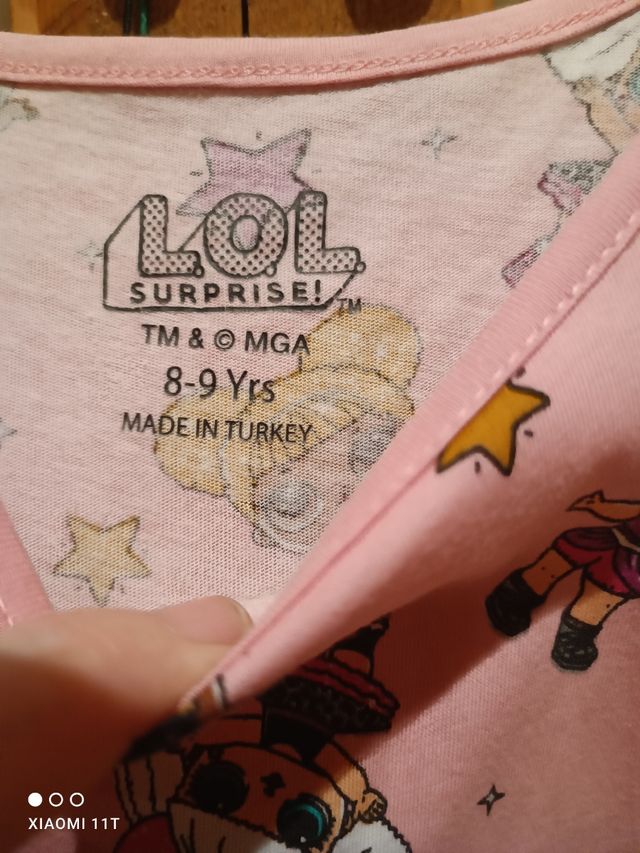 L.O.L.
SURPRISE!™
TM & © MGA
8-9 Yrs
MADE IN TURKEY
XIAOMI 11T